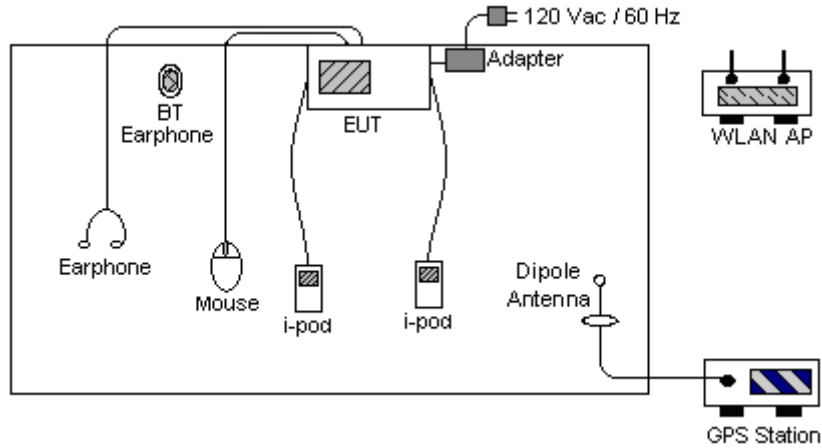 120 Vac / 60 Hz
Adapter
BT
Earphone
EUT
WLAN AP
Earphone
Mouse
i-pod
i-pod
Dipole
Antenna
GPS Station